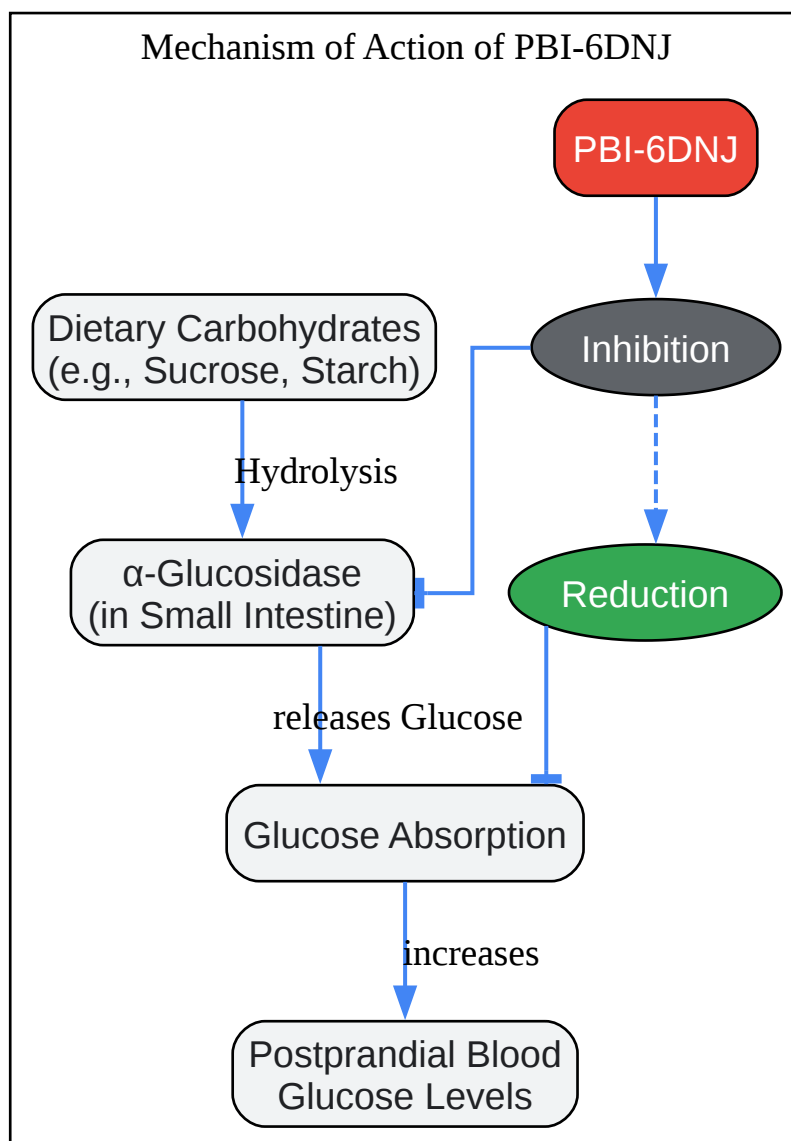 Mechanism of Action of PBI-6DNJ
PBI-6DNJ
Dietary Carbohydrates
(e.g., Sucrose, Starch)
Inhibition
Hydrolysis
α-Glucosidase
(in Small Intestine)
Reduction
releases Glucose
Glucose Absorption
increases
Postprandial Blood
Glucose Levels